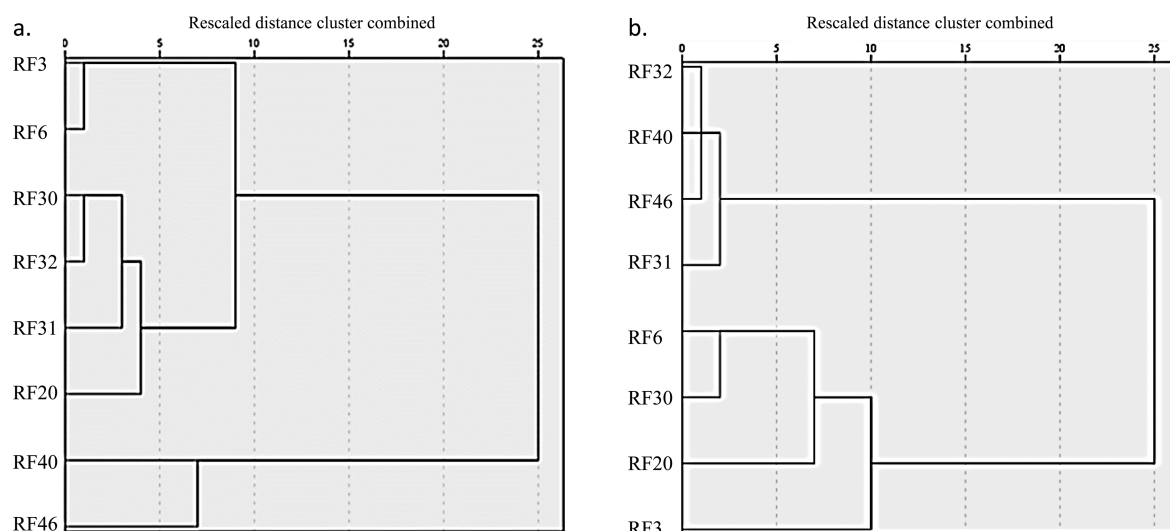 a.
Rescaled distance cluster combined
0 5 10 15 20 25
RF3
RF6
RF30
RF32
RF31
RF20
RF40
RF46
b.
Rescaled distance cluster combined
0 5 10 15 20 25
RF32
RF40
RF46
RF31
RF6
RF30
RF20
RF3